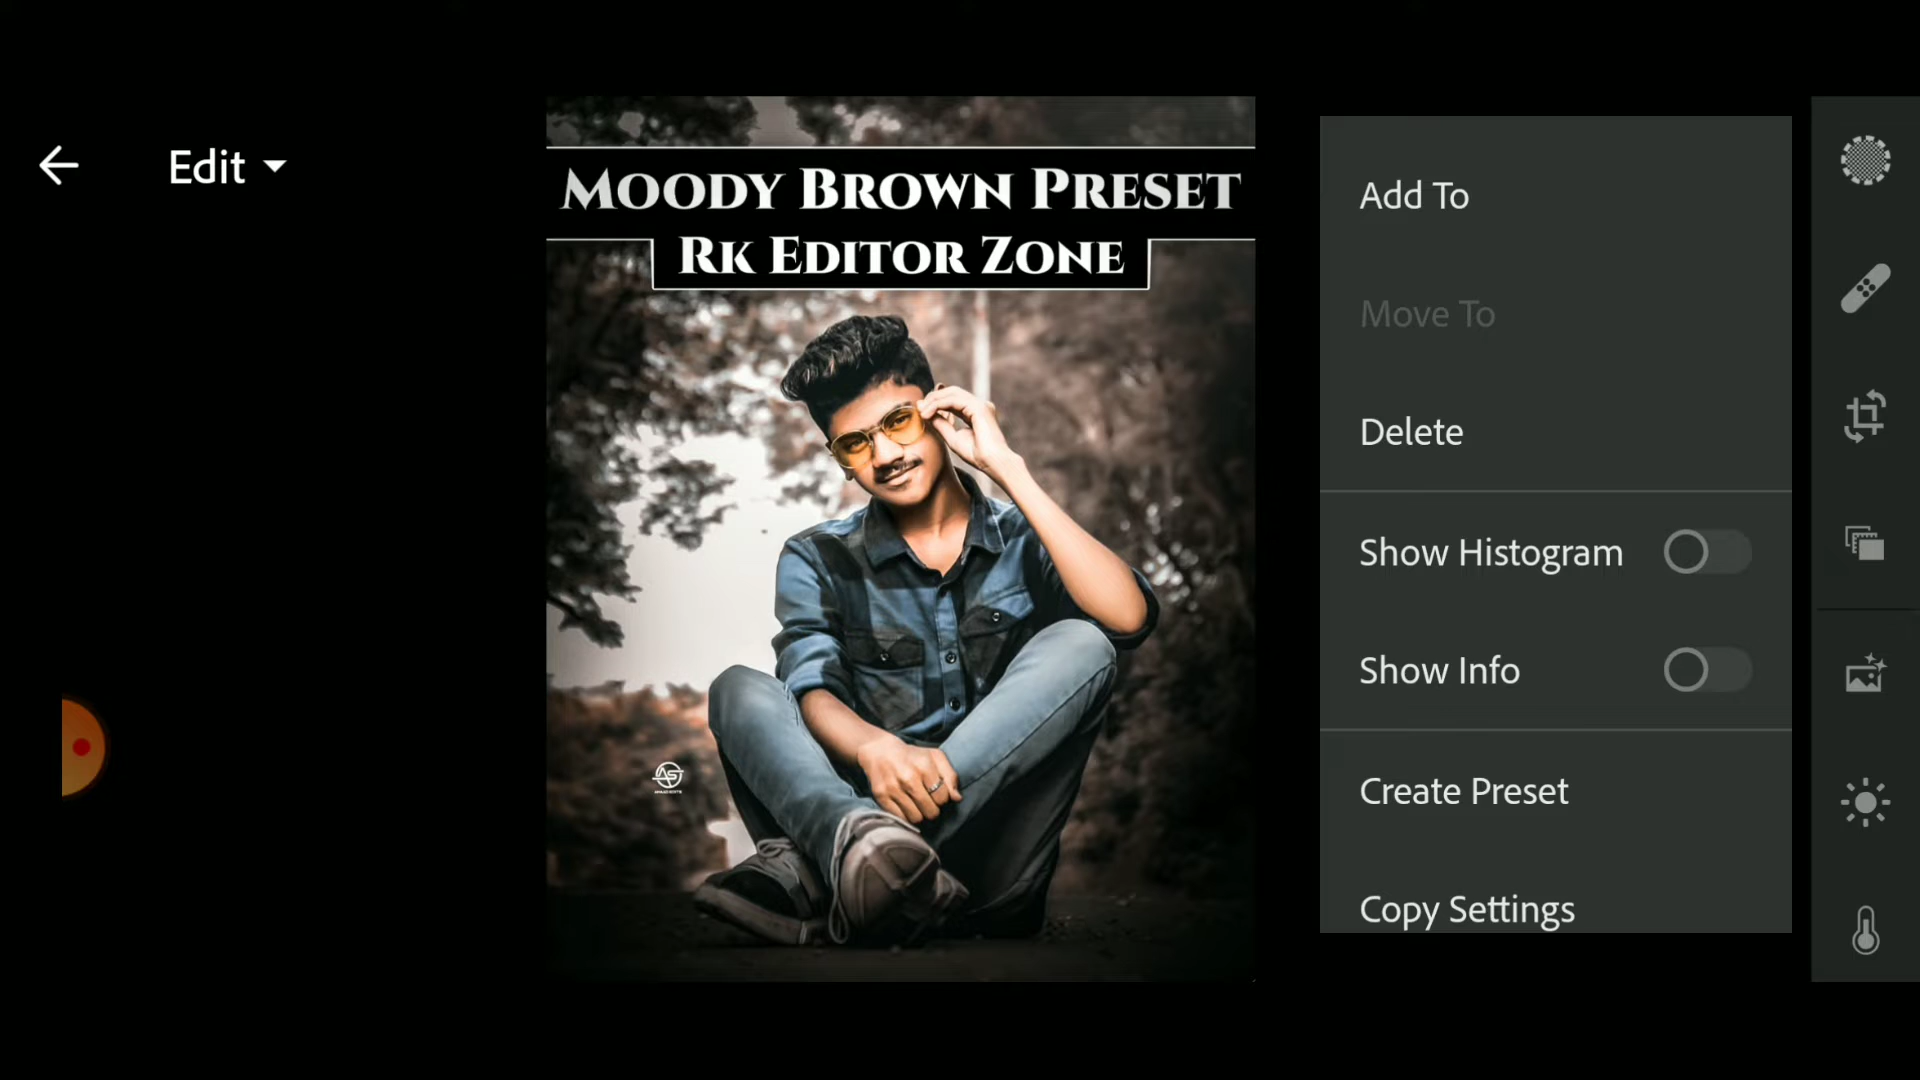 Edit
MOODY BROWN PRESET
RK EDITOR ZONE
Add To
Move To
Delete
Show Histogram
Show Info
Create Preset
Copy Settings